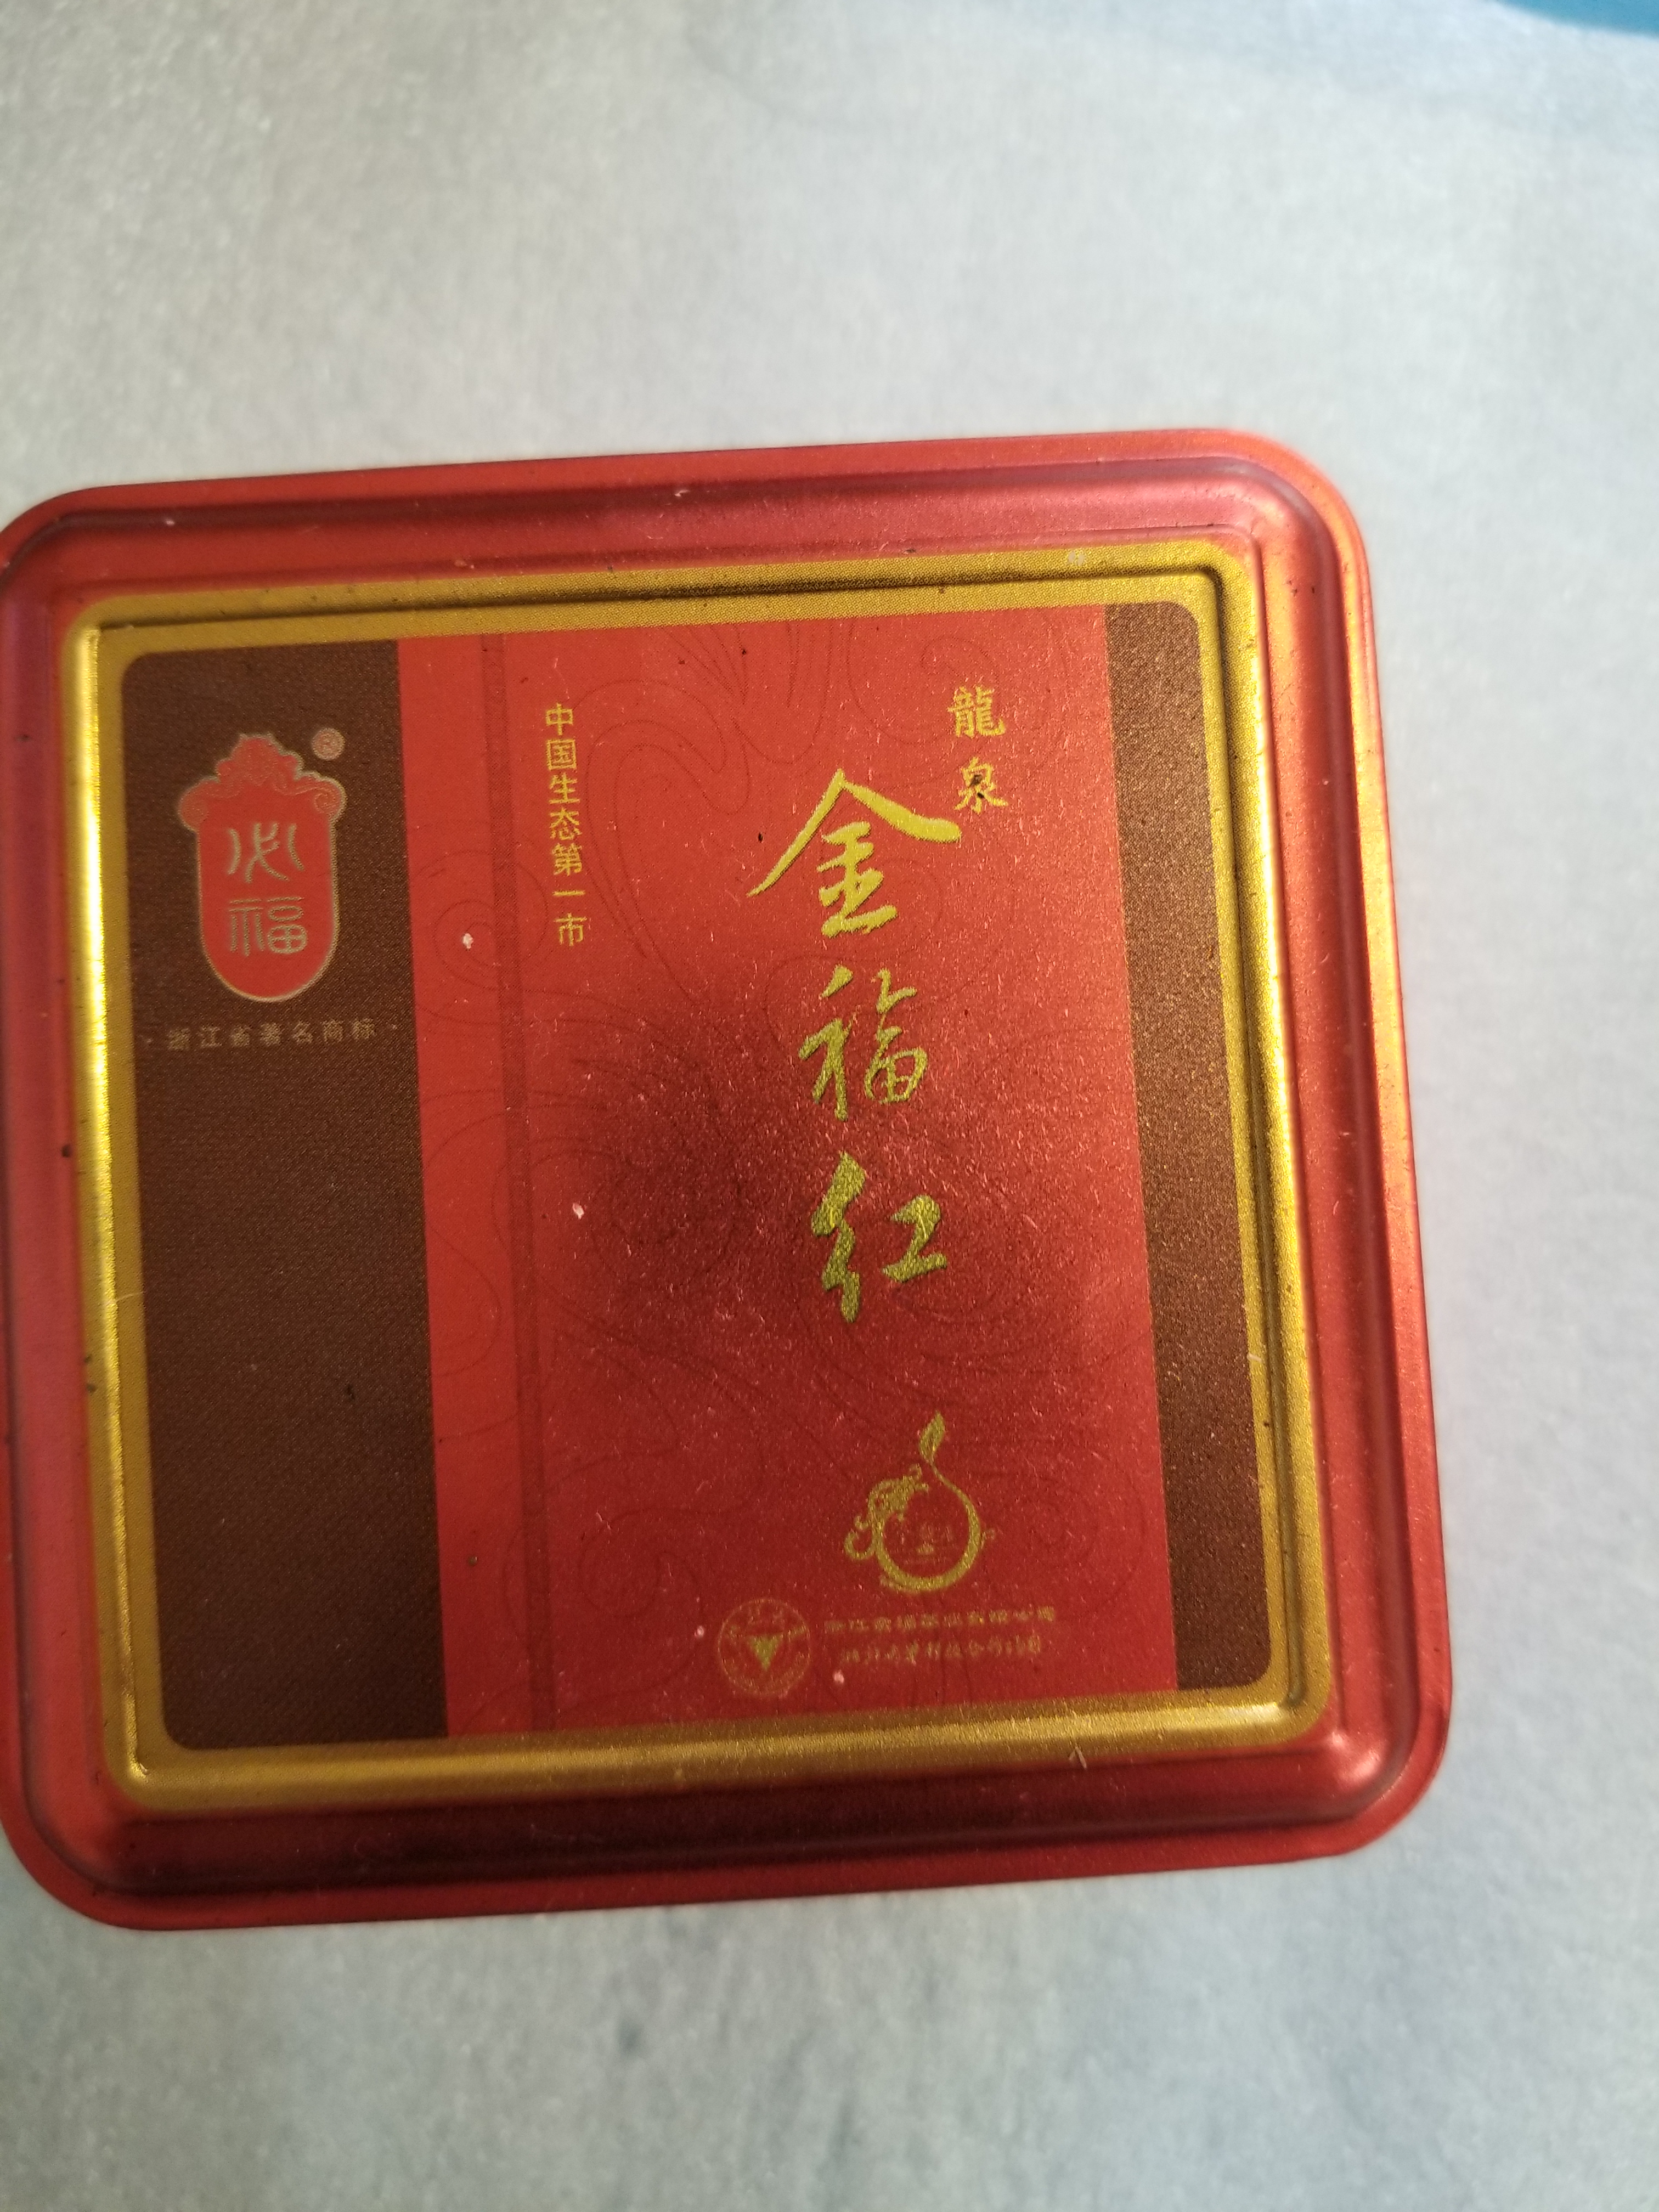 龍泉
金福红
中国生态第一市
必福
®
·浙江省著名商标·